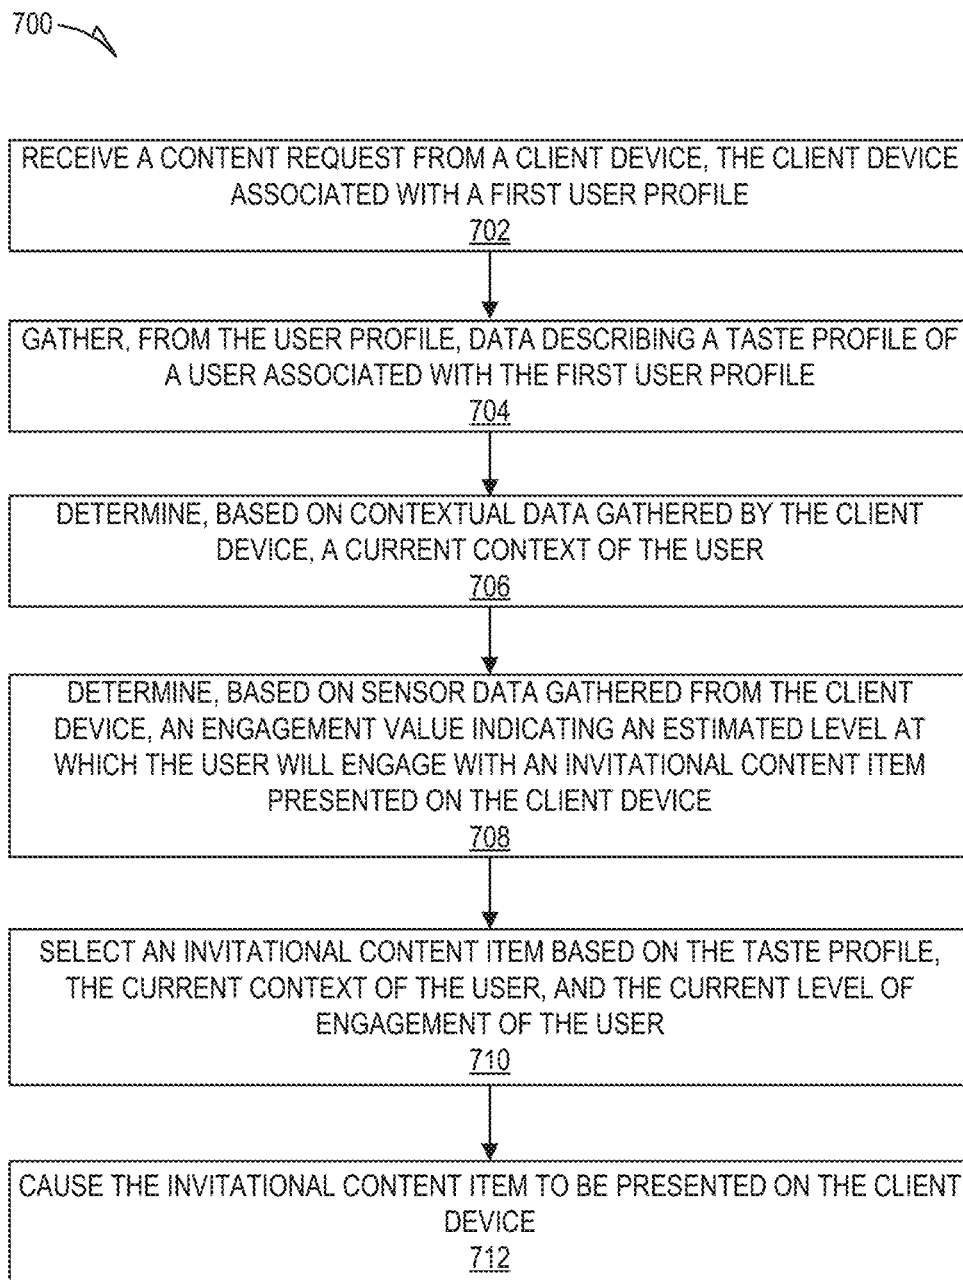 700
RECEIVE A CONTENT REQUEST FROM A CLIENT DEVICE, THE CLIENT DEVICE
ASSOCIATED WITH A FIRST USER PROFILE
702
GATHER, FROM THE USER PROFILE, DATA DESCRIBING A TASTE PROFILE OF
A USER ASSOCIATED WITH THE FIRST USER PROFILE
704
DETERMINE, BASED ON CONTEXTUAL DATA GATHERED BY THE CLIENT
DEVICE, A CURRENT CONTEXT OF THE USER
706
DETERMINE, BASED ON SENSOR DATA GATHERED FROM THE CLIENT
DEVICE, AN ENGAGEMENT VALUE INDICATING AN ESTIMATED LEVEL AT
WHICH THE USER WILL ENGAGE WITH AN INVITATIONAL CONTENT ITEM
PRESENTED ON THE CLIENT DEVICE
708
SELECT AN INVITATIONAL CONTENT ITEM BASED ON THE TASTE PROFILE,
THE CURRENT CONTEXT OF THE USER, AND THE CURRENT LEVEL OF
ENGAGEMENT OF THE USER
710
CAUSE THE INVITATIONAL CONTENT ITEM TO BE PRESENTED ON THE CLIENT
DEVICE
712